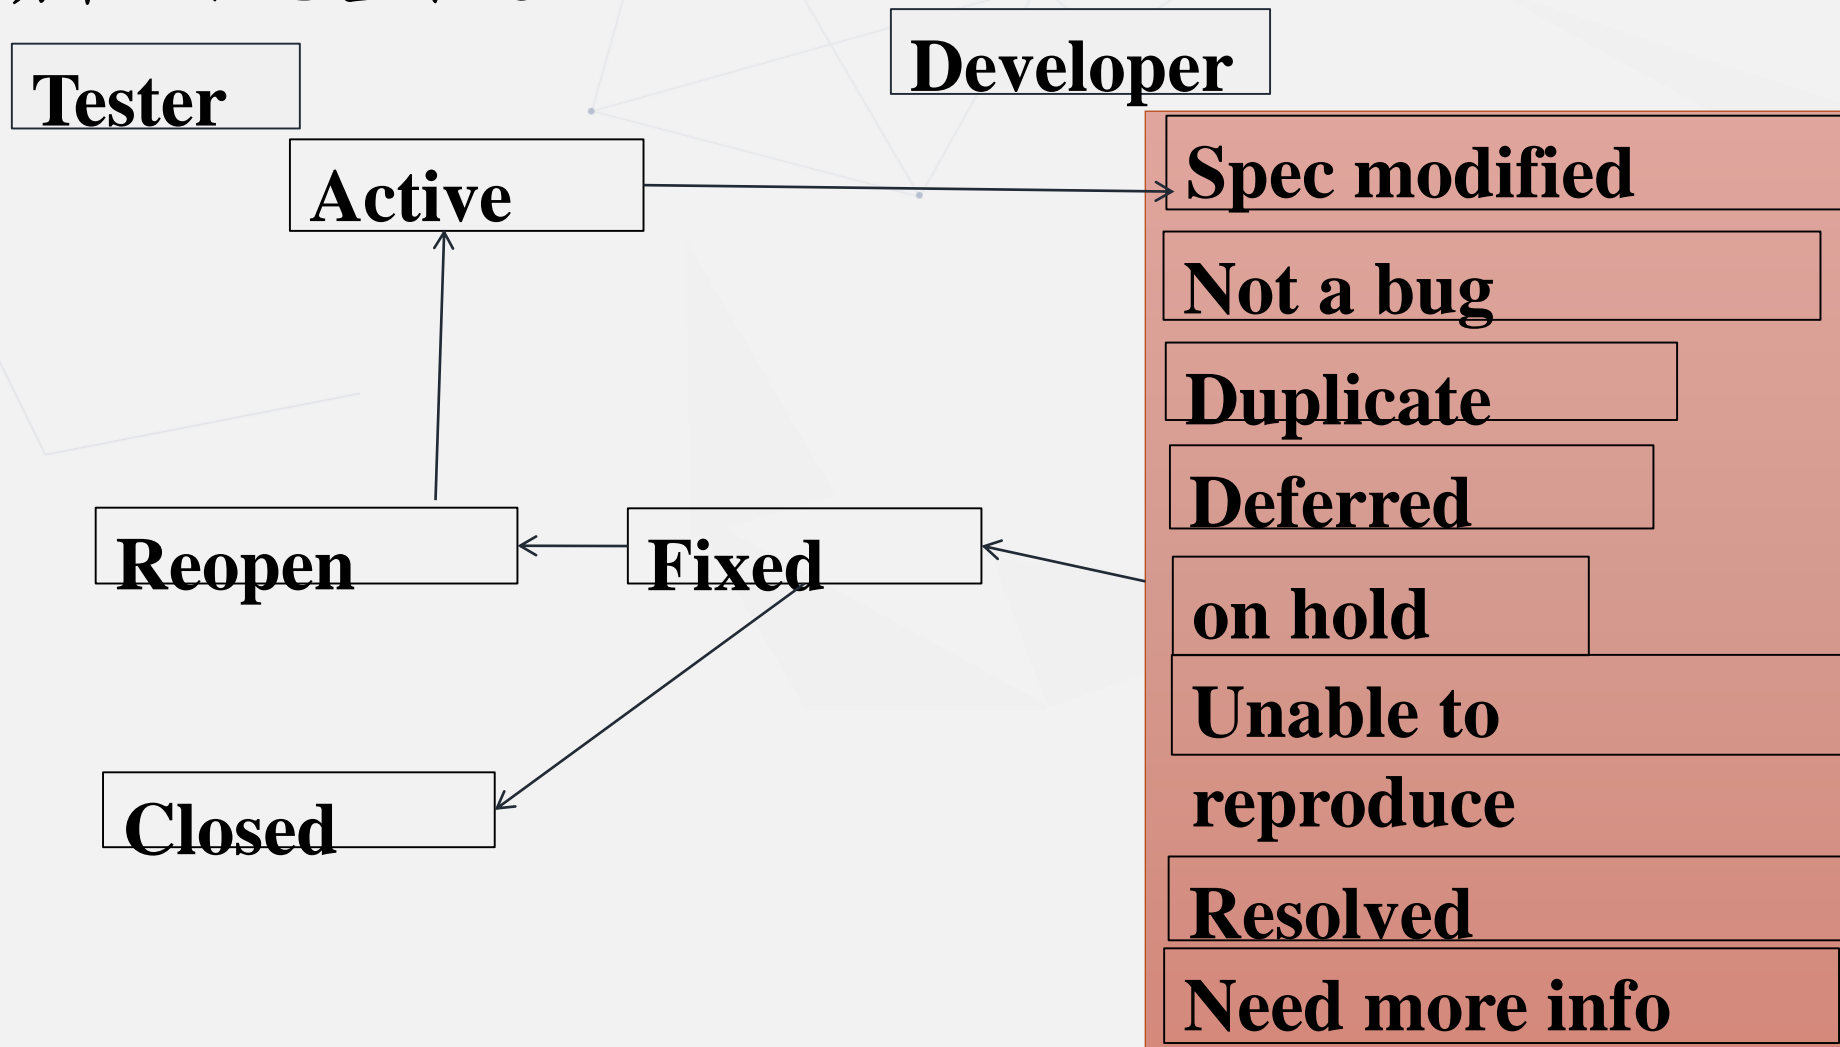 Tester
Developer
Active
Reopen
Fixed
Closed
Spec modified
Not a bug
Duplicate
Deferred
on hold
Unable to
reproduce
Resolved
Need more info